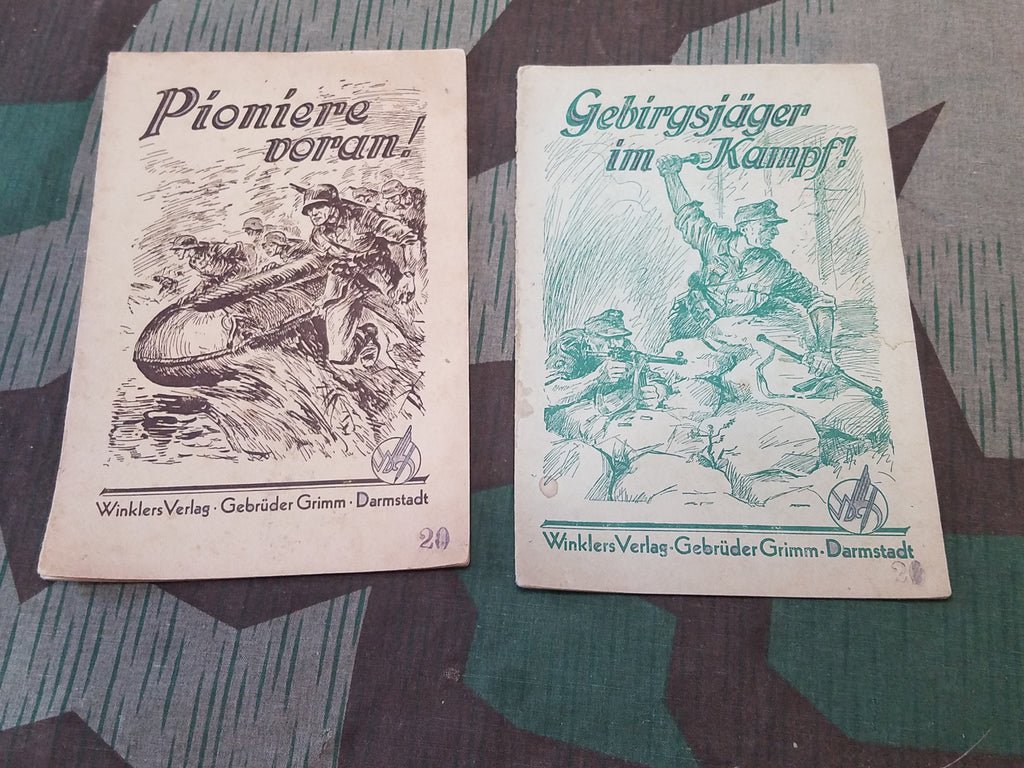 Pioniere
voran!
Winklers Verlag · Gebrüder Grimm · Darmstadt
20
Gebirgsjäger
im Kampf!
Winklers Verlag · Gebrüder Grimm · Darmstadt